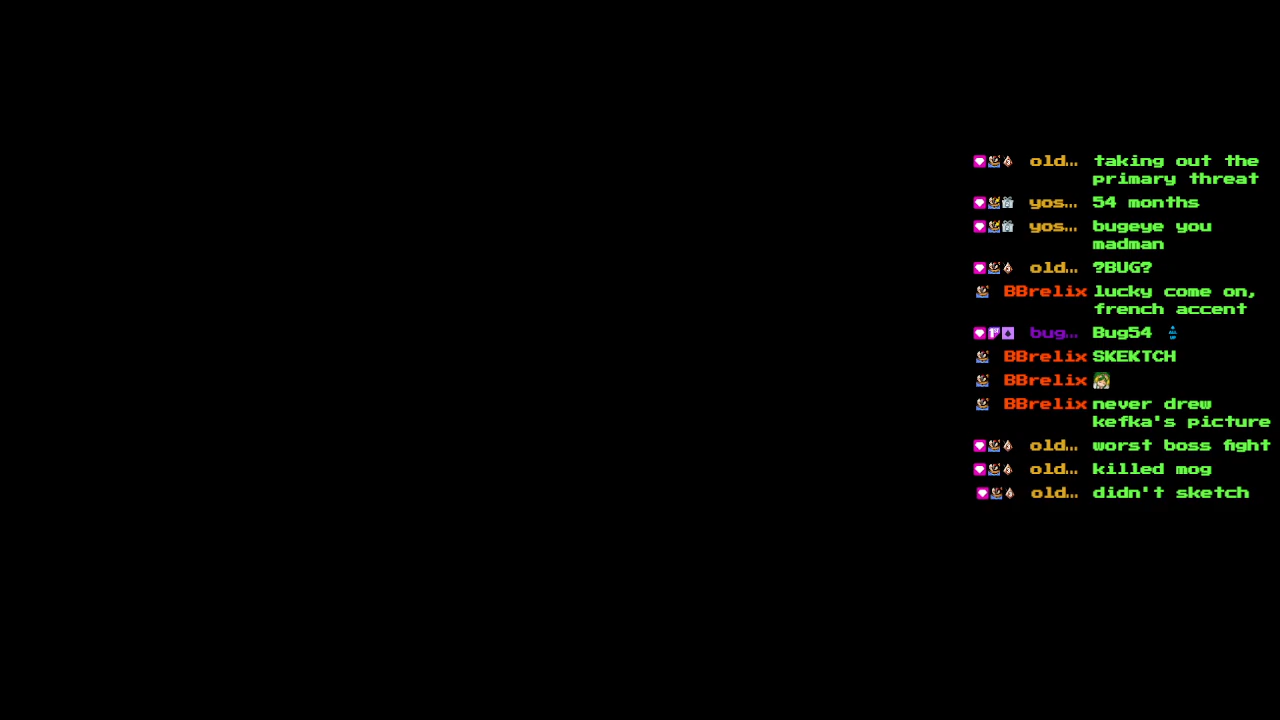 old... taking out the
primary threat
yos... 54 months
yos... bugeye you
madman
old... ?BUG?
BBrelix lucky come on,
french accent
bug... Bug54
BBrelix SKEKTCH
BBrelix
BBrelix never drew
kefka's picture
old... worst boss fight
old... killed mog
old... didn't sketch